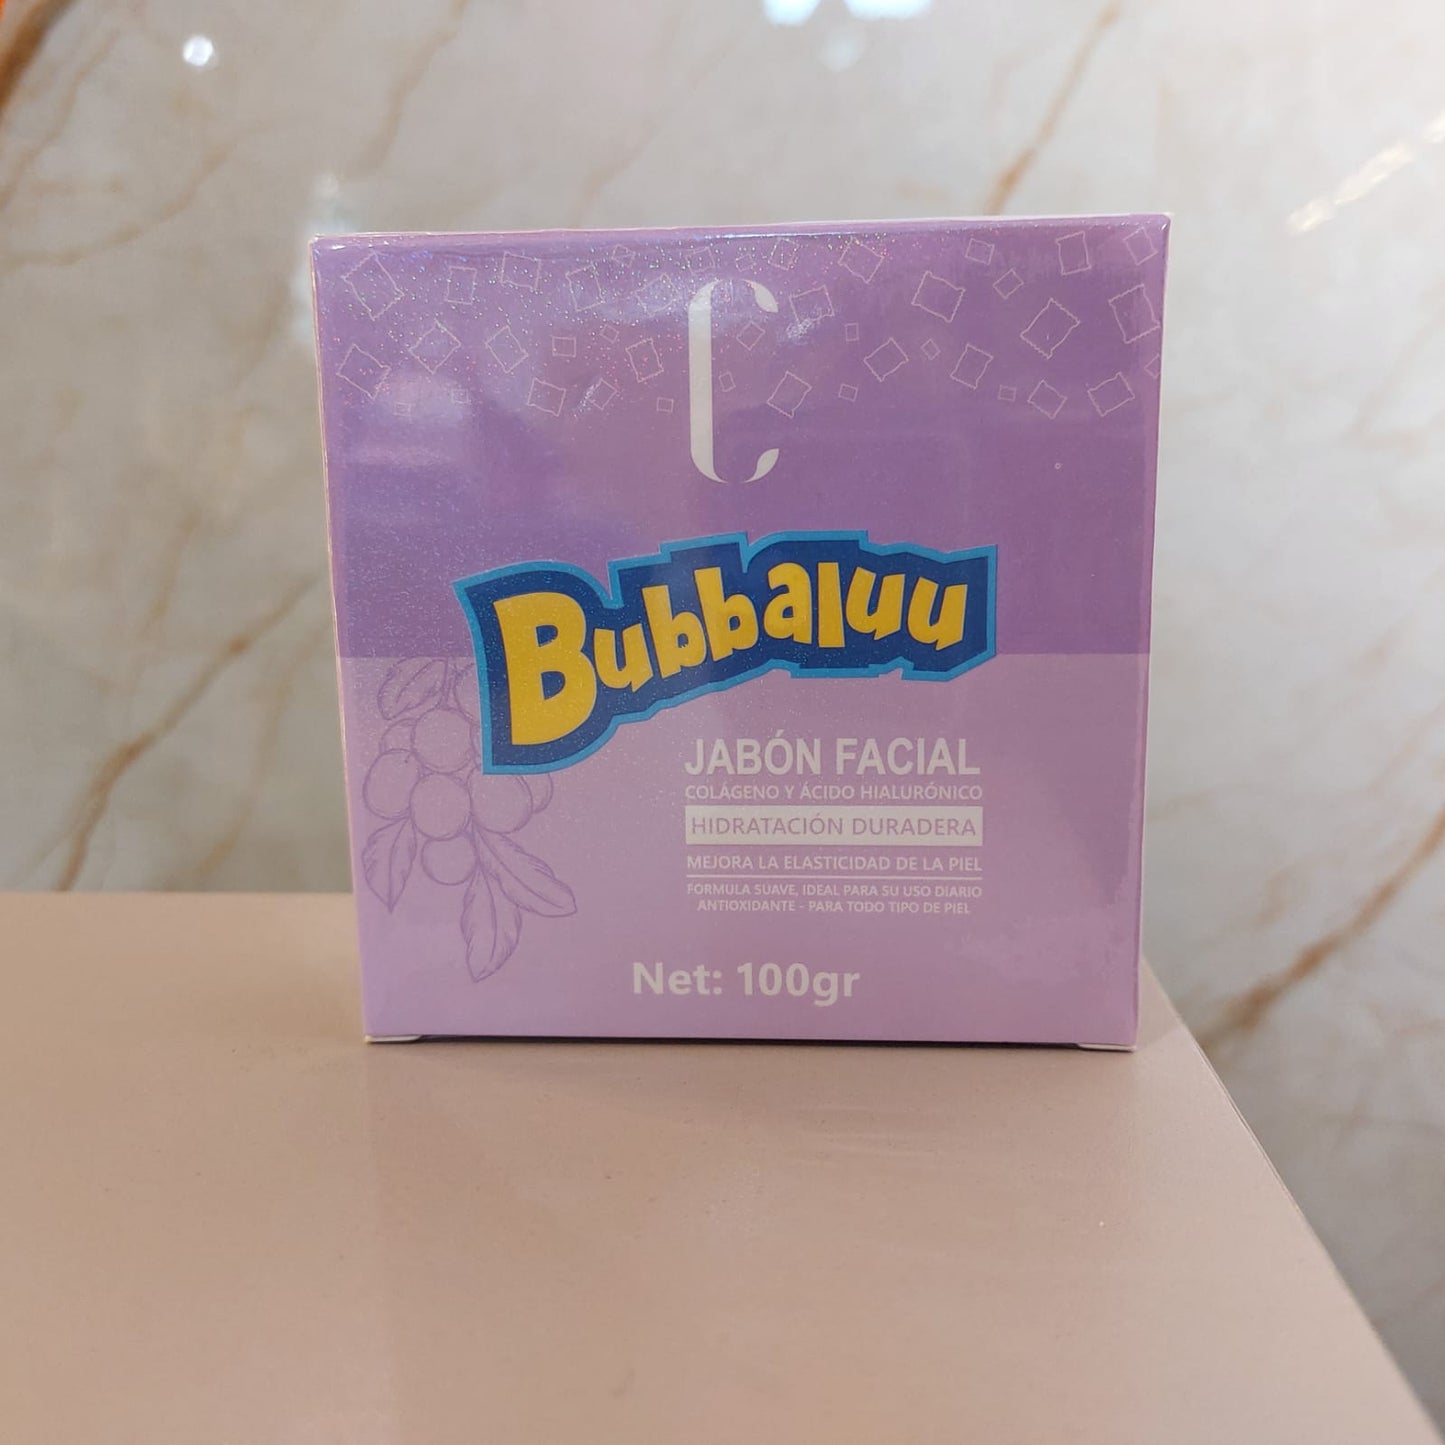 C
Bubbaluu
JABÓN FACIAL
COLÁGENO Y ÁCIDO HIALURÓNICO
HIDRATACIÓN DURADERA
MEJORA LA ELASTICIDAD DE LA PIEL
FORMULA SUAVE, IDEAL PARA SU USO DIARIO
ANTIOXIDANTE - PARA TODO TIPO DE PIEL
Net: 100gr